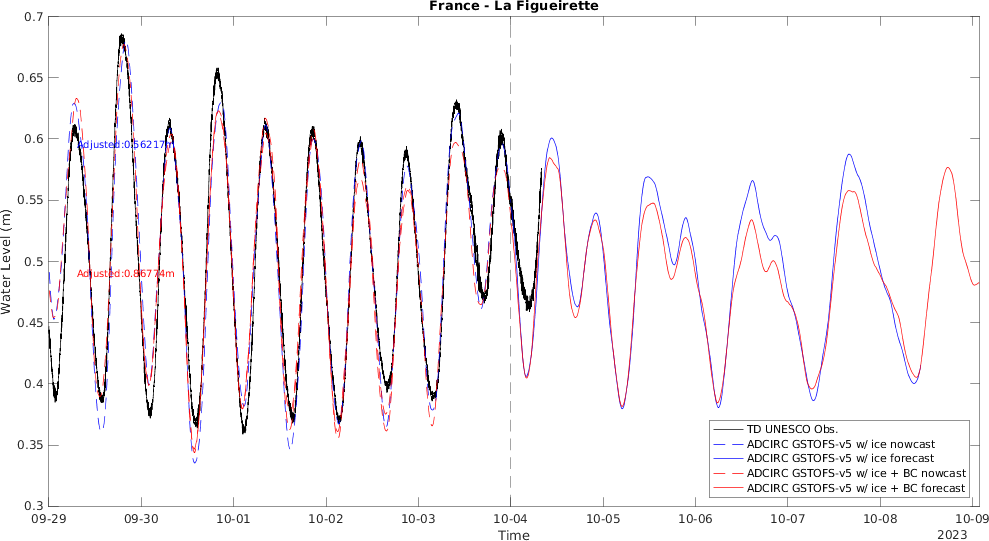 France - La Figueirette
0.7
0.65
0.6
0.55
0.5
0.45
0.4
0.35
0.3
Water Level (m)
Adjusted:0.56217m
Adjusted:0.86774m
TD UNESCO Obs.
ADCIRC GSTOFS-v5 w/ ice nowcast
ADCIRC GSTOFS-v5 w/ ice forecast
ADCIRC GSTOFS-v5 w/ ice + BC nowcast
ADCIRC GSTOFS-v5 w/ ice + BC forecast
09-29 09-30 10-01 10-02 10-03 10-04 10-05 10-06 10-07 10-08 10-09
Time
2023